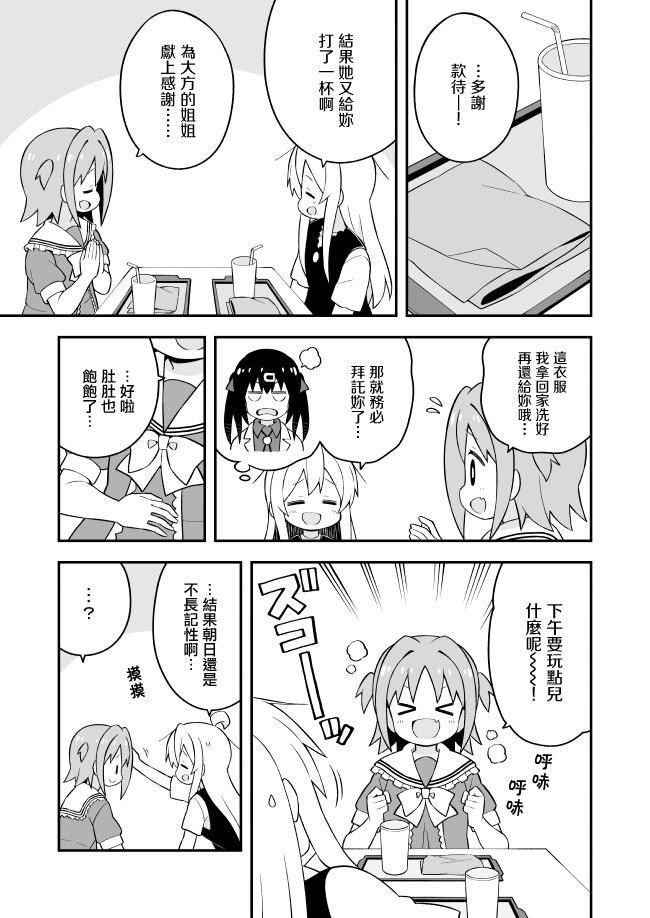 …多謝
款待─！
結果她又給妳
打了一杯啊
為大方的姐姐
獻上感謝……
這衣服
我拿回家洗好
再還給妳哦…
那就務必
拜託妳了…
…好啦
肚肚也
飽飽了…
下午要玩點兒
什麼呢～～！
呼味
呼味
ズコーッ
…結果朝日還是
不長記性啊…
摸摸
…？